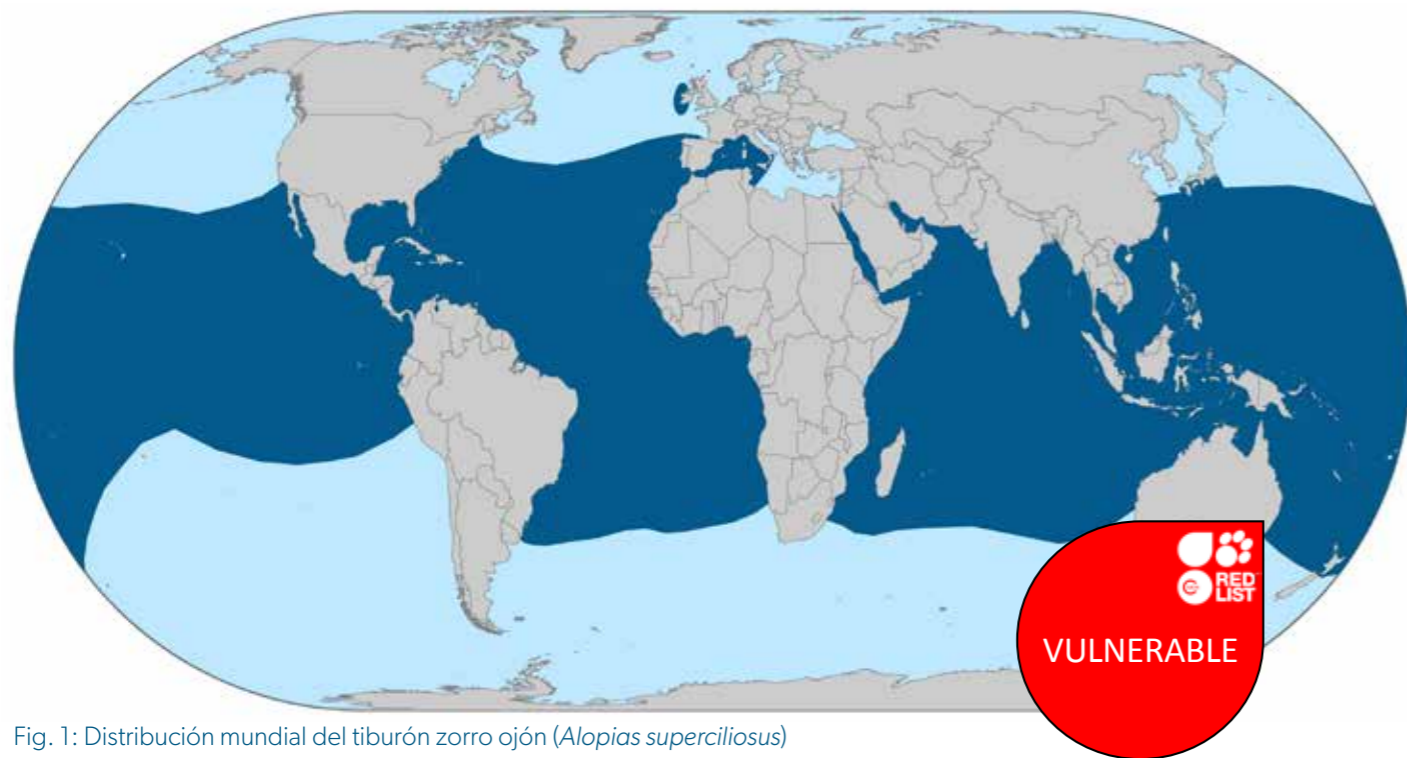 RED
LIST
VULNERABLE
Fig. 1: Distribución mundial del tiburón zorro ojón (Alopias superciliosus)